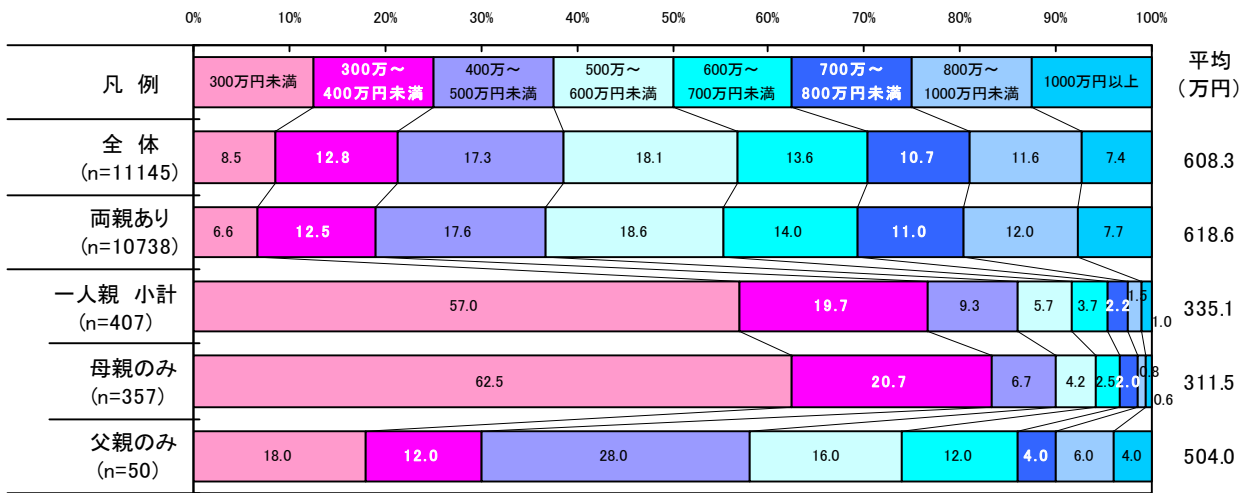 0% 10% 20% 30% 40% 50% 60% 70% 80% 90% 100%
凡 例
300万円未満
300万～
400万円未満
400万～
500万円未満
500万～
600万円未満
600万～
700万円未満
700万～
800万円未満
800万～
1000万円未満
1000万円以上
平均
(万円)
全 体
(n=11145)
8.5 12.8 17.3 18.1 13.6 10.7 11.6 7.4 608.3
両親あり
(n=10738)
6.6 12.5 17.6 18.6 14.0 11.0 12.0 7.7 618.6
一人親 小計
(n=407)
57.0 19.7 9.3 5.7 3.7 2.2 1.5 1.0 335.1
母親のみ
(n=357)
62.5 20.7 6.7 4.2 2.5 2.0 0.8 0.6 311.5
父親のみ
(n=50)
18.0 12.0 28.0 16.0 12.0 4.0 6.0 4.0 504.0